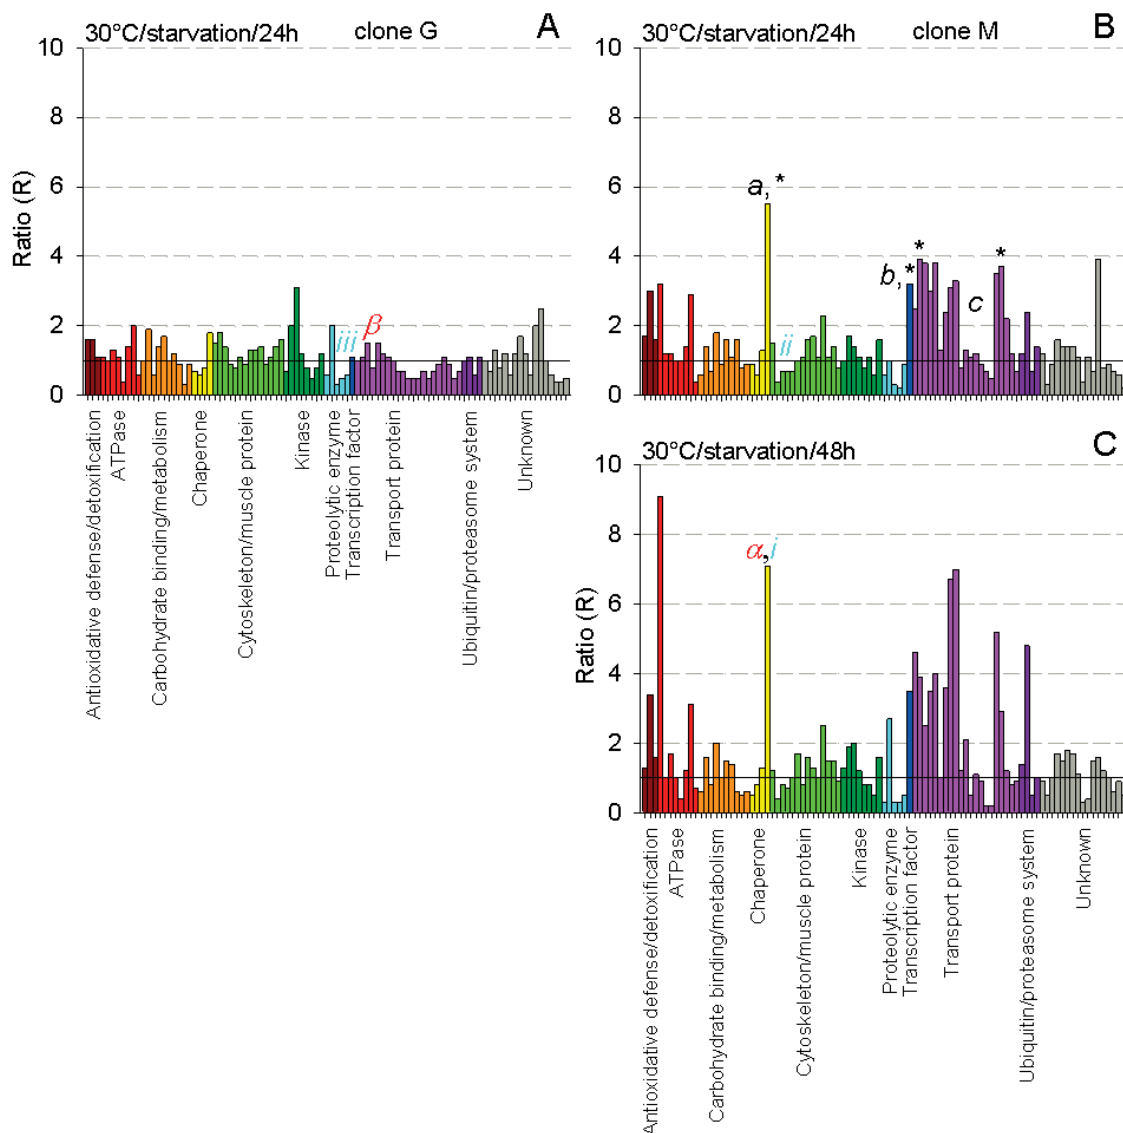 30°C/starvation/24h clone G A
10
8
6
4
2
0
Ratio (R)
iii β
Antioxidative defense/detoxification
ATPase
Carbohydrate binding/metabolism
Chaperone
Cytoskeleton/muscle protein
Kinase
Proteolytic enzyme
Transcription factor
Transport protein
Ubiquitin/proteasome system
Unknown
30°C/starvation/24h clone M B
10
8
6
4
2
0
a,*
ii
b,*
*
c
*
30°C/starvation/48h C
10
8
6
4
2
0
Ratio (R)
α,i
Antioxidative defense/detoxification
ATPase
Carbohydrate binding/metabolism
Chaperone
Cytoskeleton/muscle protein
Kinase
Proteolytic enzyme
Transcription factor
Transport protein
Ubiquitin/proteasome system
Unknown